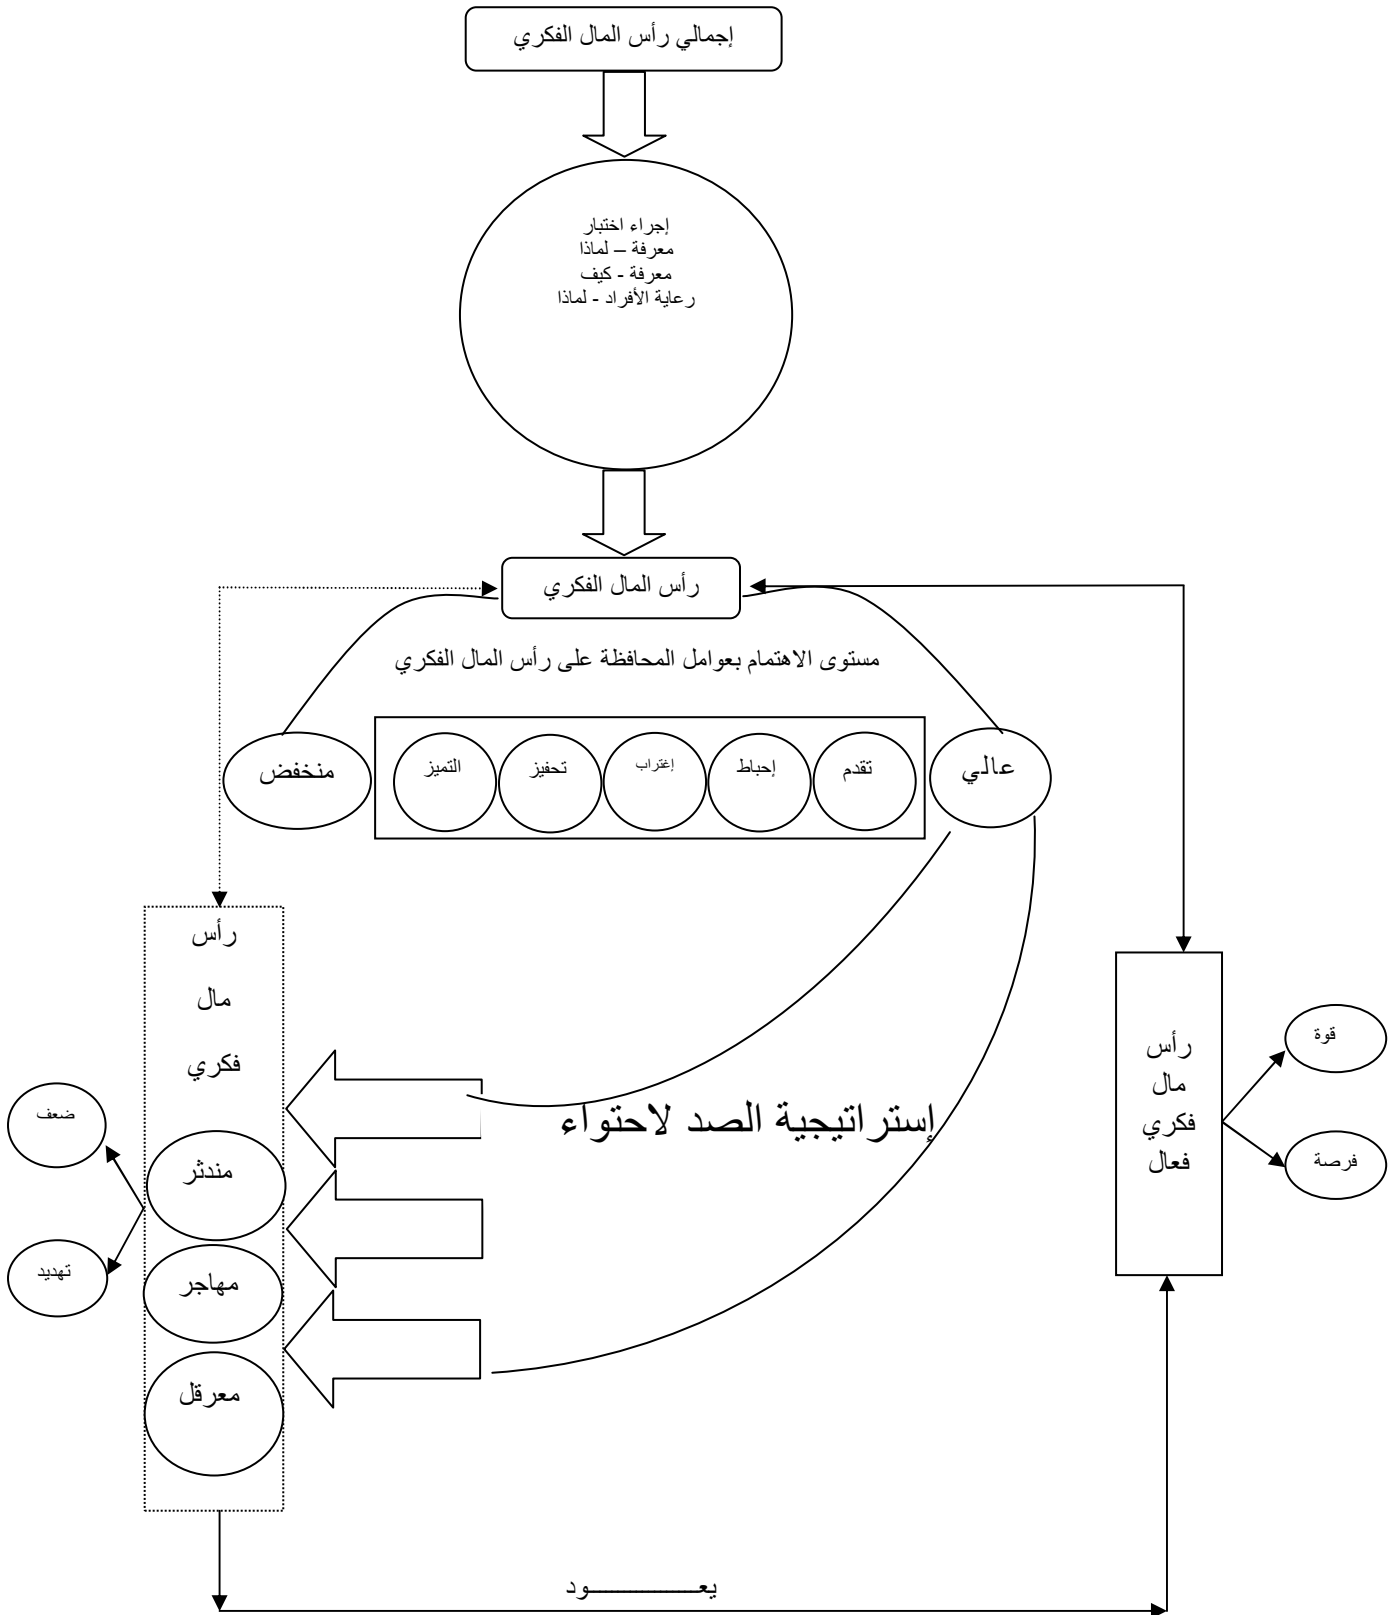 إجمالي رأس المال الفكري
إجراء اختبار
معرفة – لماذا
معرفة - كيف
رعاية الأفراد - لماذا
رأس المال الفكري
مستوى الاهتمام بعوامل المحافظة على رأس المال الفكري
عالي
تقدم
إحباط
إغتراب
تحفيز
التميز
منخفض
رأس
مال
فكري
فعال
قوة
فرصة
إستراتيجية الصد لاحتواء
رأس
مال
فكري
مندثر
مهاجر
معرقل
ضعف
تهديد
يعـــــــــــــود